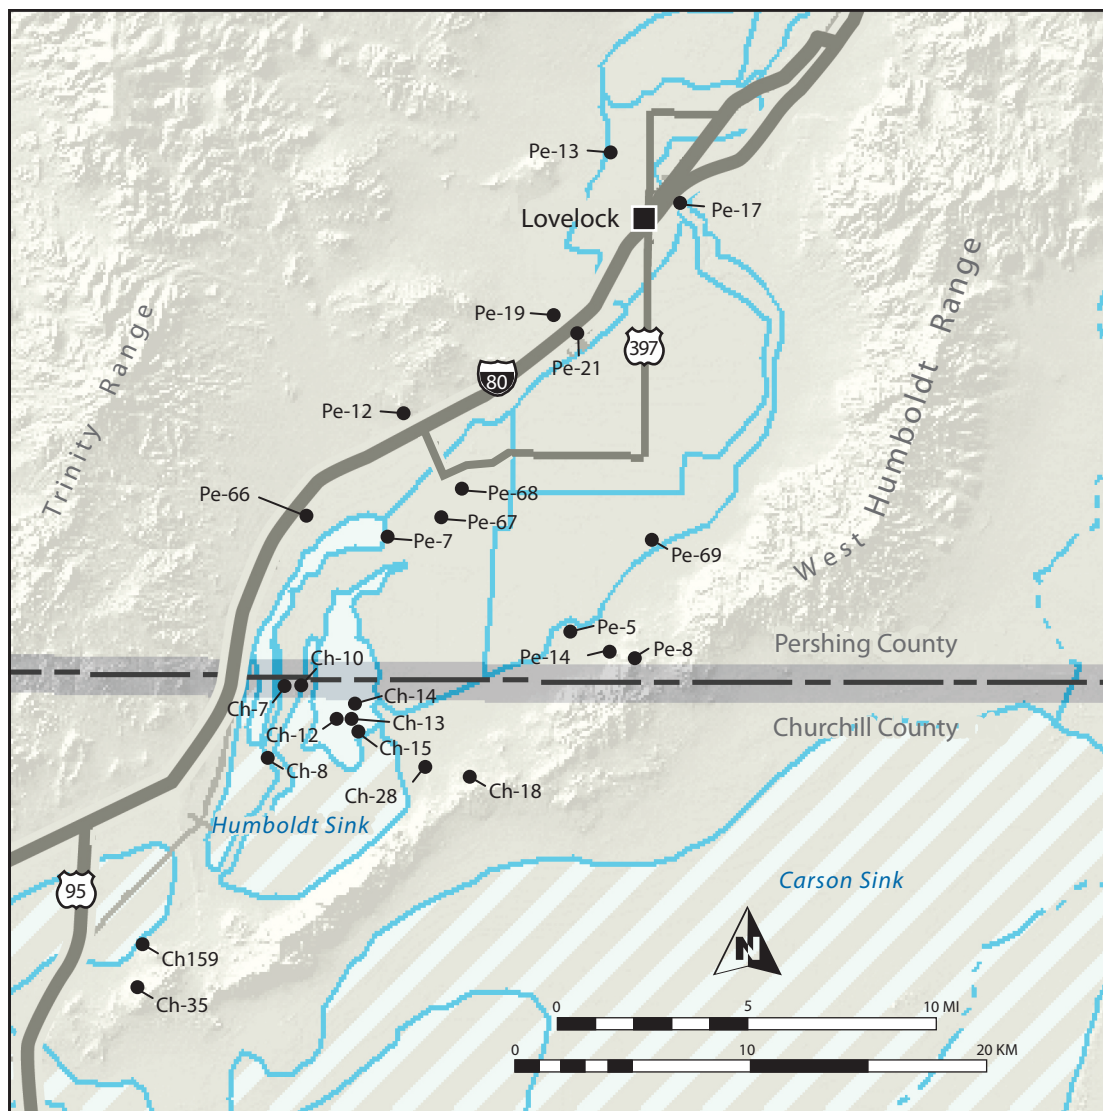 Pe-13
Pe-17
Lovelock
Pe-19
397
Pe-21
80
Pe-12
Trinity Range
West Humboldt Range
Pe-66
Pe-68
Pe-67
Pe-7
Pe-69
Pe-5
Pe-14
Pe-8
Pershing County
Ch-10
Ch-7
Ch-14
Ch-12
Ch-13
Churchill County
Ch-15
Ch-8
Ch-28
Ch-18
Humboldt Sink
95
Carson Sink
N
Ch159
Ch-35
0 5 10 MI
0 10 20 KM